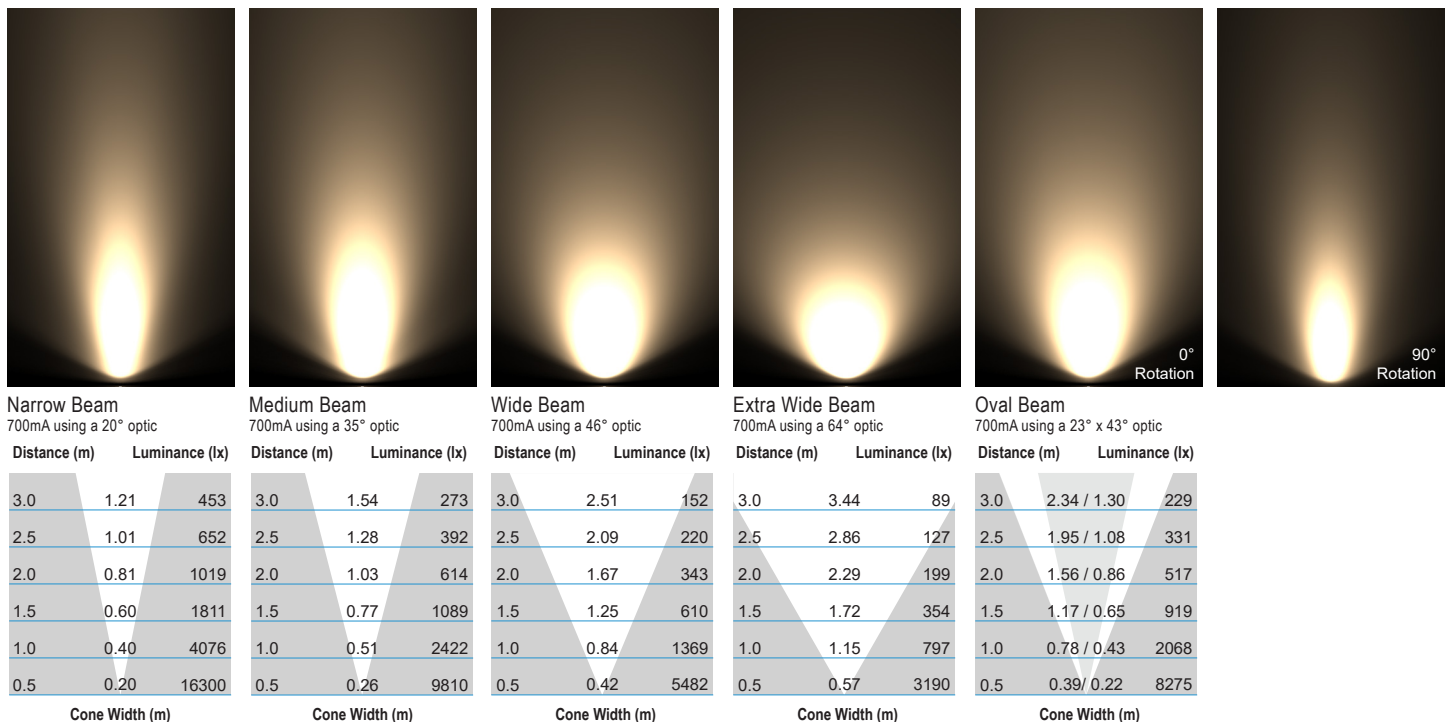 0°
Rotation
90°
Rotation
Narrow Beam
700mA using a 20° optic
Distance (m) Luminance (lx)
3.0 1.21 453
2.5 1.01 652
2.0 0.81 1019
1.5 0.60 1811
1.0 0.40 4076
0.5 0.20 16300
Cone Width (m)
Medium Beam
700mA using a 35° optic
Distance (m) Luminance (lx)
3.0 1.54 273
2.5 1.28 392
2.0 1.03 614
1.5 0.77 1089
1.0 0.51 2422
0.5 0.26 9810
Cone Width (m)
Wide Beam
700mA using a 46° optic
Distance (m) Luminance (lx)
3.0 2.51 152
2.5 2.09 220
2.0 1.67 343
1.5 1.25 610
1.0 0.84 1369
0.5 0.42 5482
Cone Width (m)
Extra Wide Beam
700mA using a 64° optic
Distance (m) Luminance (lx)
3.0 3.44 89
2.5 2.86 127
2.0 2.29 199
1.5 1.72 354
1.0 1.15 797
0.5 0.57 3190
Cone Width (m)
Oval Beam
700mA using a 23° x 43° optic
Distance (m) Luminance (lx)
3.0 2.34 / 1.30 229
2.5 1.95 / 1.08 331
2.0 1.56 / 0.86 517
1.5 1.17 / 0.65 919
1.0 0.78 / 0.43 2068
0.5 0.39/ 0.22 8275
Cone Width (m)